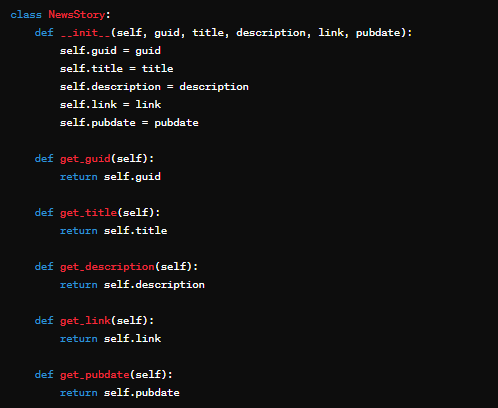 class NewsStory:
    def __init__(self, guid, title, description, link, pubdate):
        self.guid = guid
        self.title = title
        self.description = description
        self.link = link
        self.pubdate = pubdate

    def get_guid(self):
        return self.guid

    def get_title(self):
        return self.title

    def get_description(self):
        return self.description

    def get_link(self):
        return self.link

    def get_pubdate(self):
        return self.pubdate